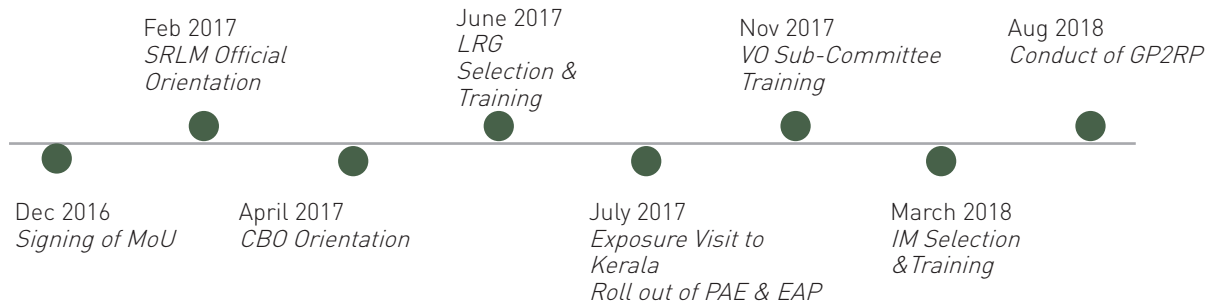 Feb 2017
SRLM Official
Orientation
June 2017
LRG
Selection &
Training
Nov 2017
VO Sub-Committee
Training
Aug 2018
Conduct of GP2RP
Dec 2016
Signing of MoU
April 2017
CBO Orientation
July 2017
Exposure Visit to
Kerala
Roll out of PAE & EAP
March 2018
IM Selection
&Training